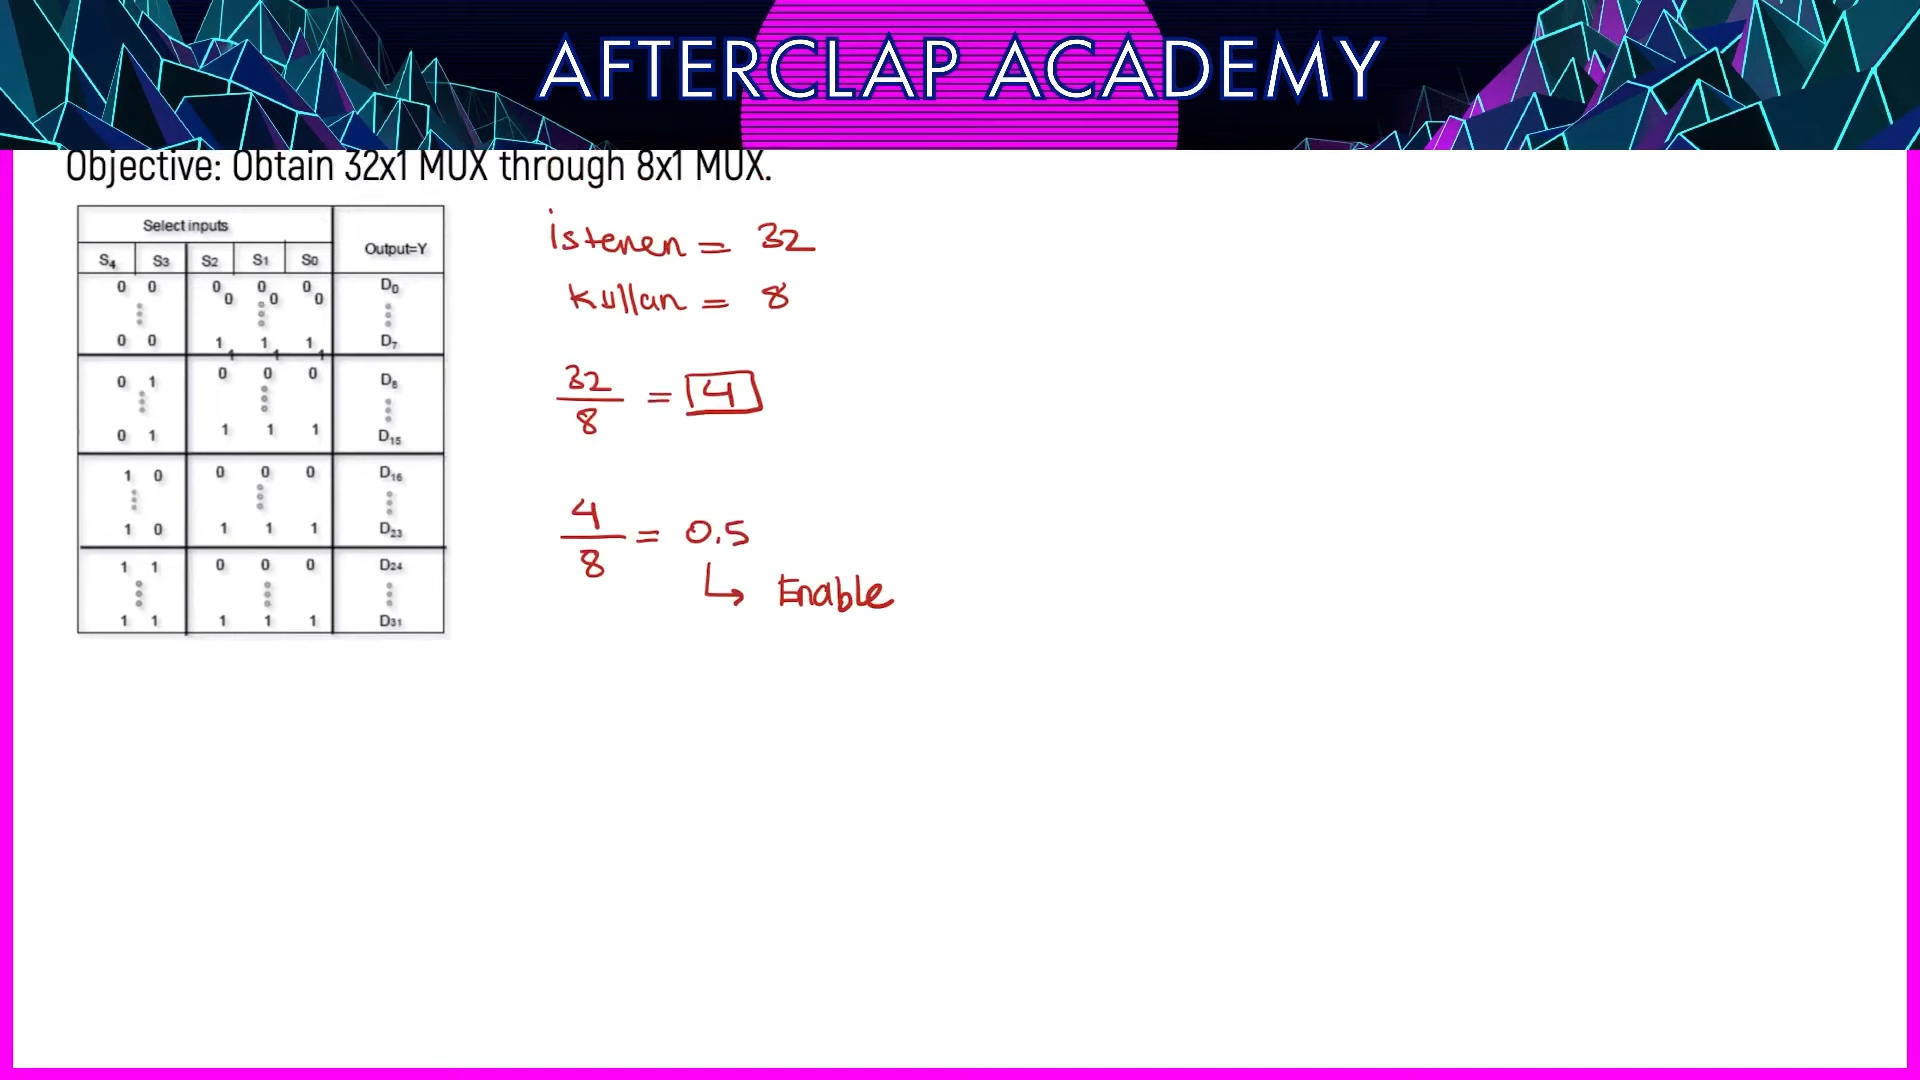 AFTERCLAP ACADEMY
Objective: Obtain 32x1 MUX through 8x1 MUX.
Select inputs Output=Y
S4 S3 S2 S1 S0
0 0 0 0 0 D0
0 0 0
0 0 1 1 1 D7
1 1 1
0 1 0 0 0 D8
0 1 1 1 1 D15
1 0 0 0 0 D16
1 0 1 1 1 D23
1 1 0 0 0 D24
1 1 1 1 1 D31
istenen = 32
kullan = 8
32
8
= 4
4
8
= 0.5
↳ Enable